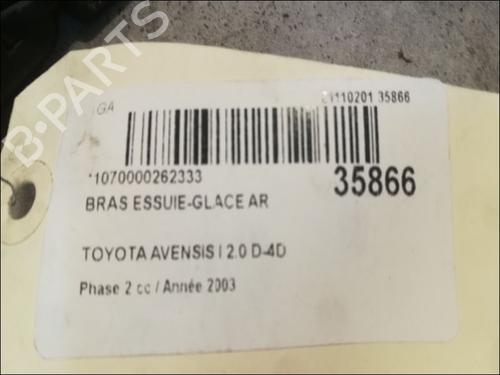 B-PARTS
GA
35866
*1070000262333
35866
BRAS ESSUIE-GLACE AR
TOYOTA AVENSIS I 2.0 D-4D
Phase 2 cc / Année 2003